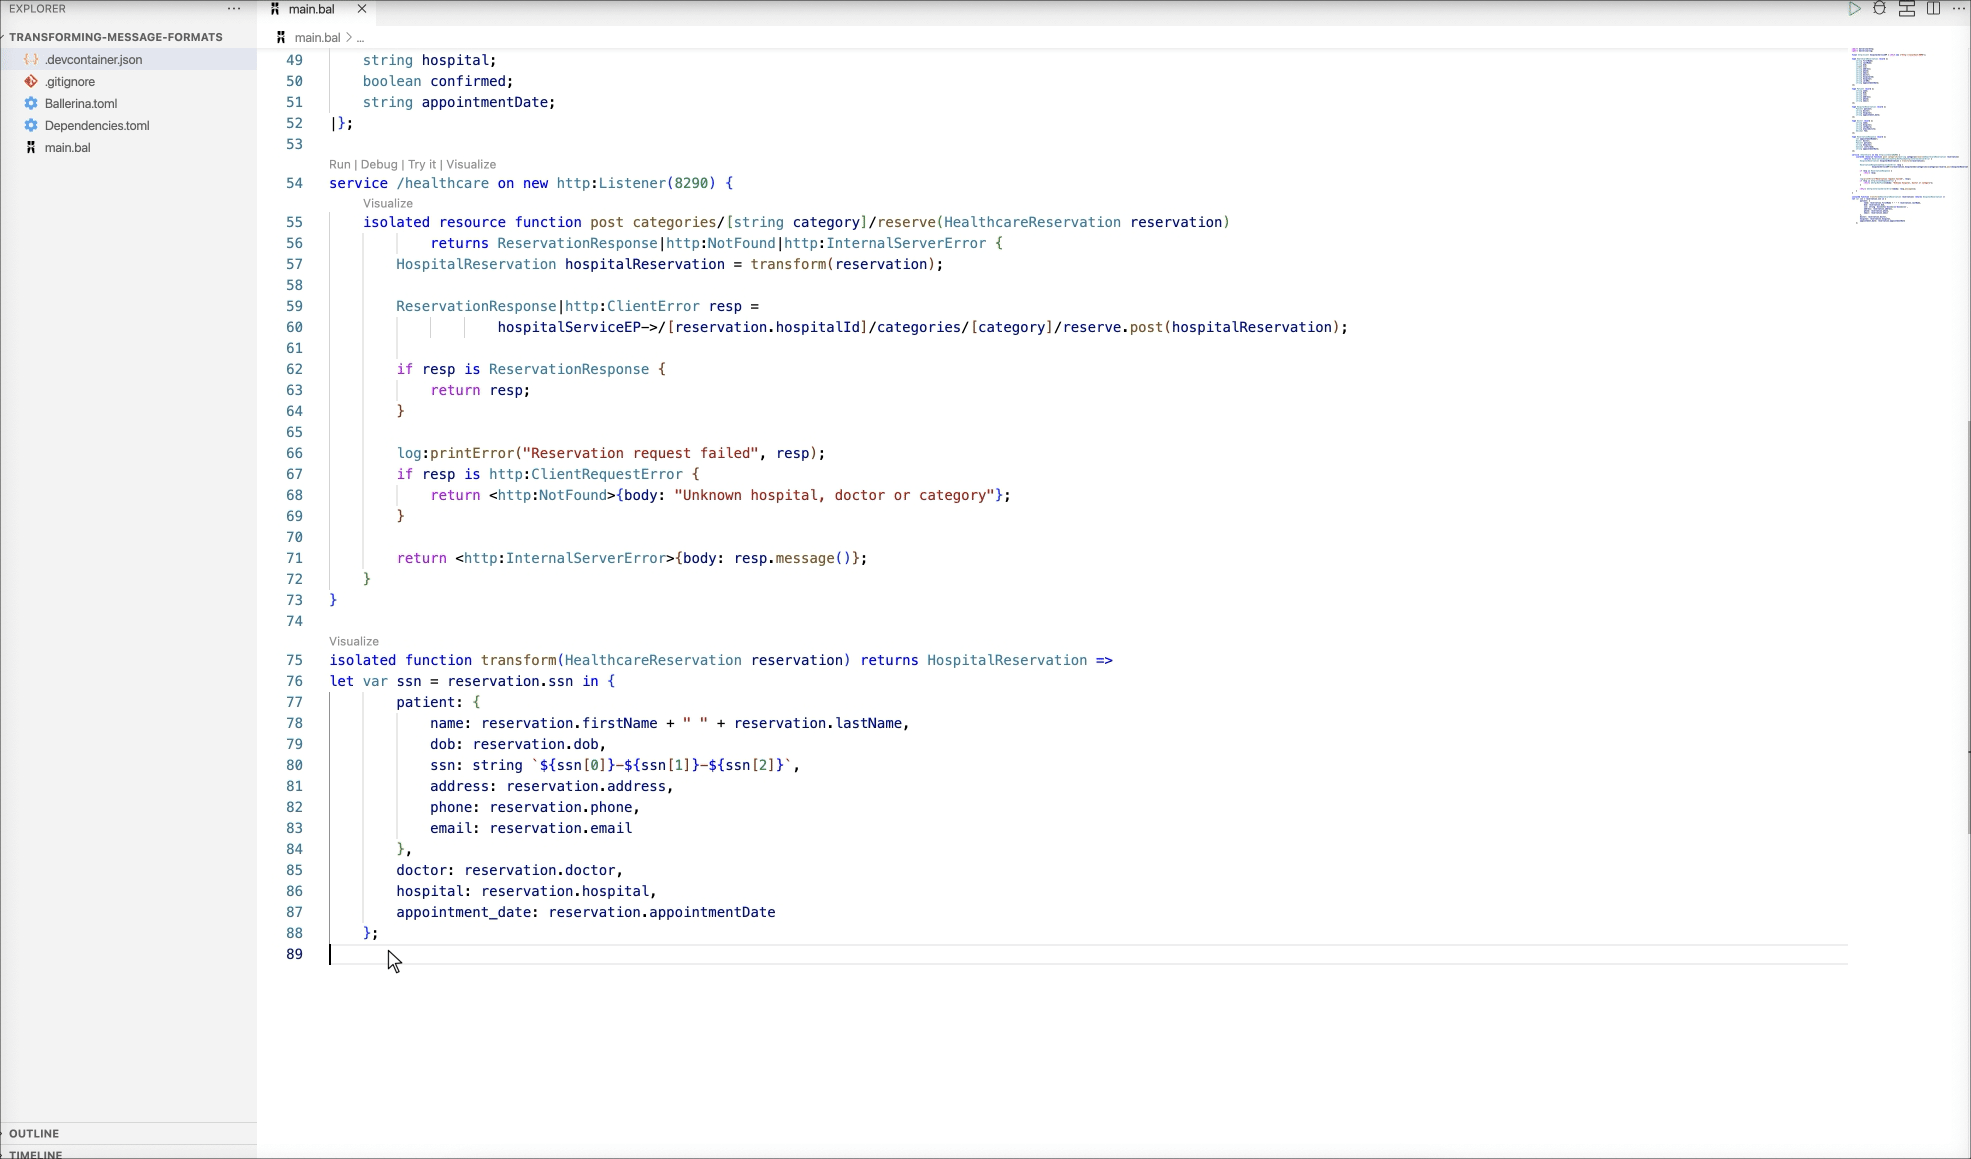 EXPLORER
TRANSFORMING-MESSAGE-FORMATS
.devcontainer.json
.gitignore
Ballerina.toml
Dependencies.toml
main.bal
main.bal
main.bal > ...
49 string hospital;
50 boolean confirmed;
51 string appointmentDate;
52 |};
53
Run | Debug | Try it | Visualize
54 service /healthcare on new http:Listener(8290) {
Visualize
55 isolated resource function post categories/[string category]/reserve(HealthcareReservation reservation)
56 returns ReservationResponse|http:NotFound|http:InternalServerError {
57 HospitalReservation hospitalReservation = transform(reservation);
58
59 ReservationResponse|http:ClientError resp =
60 hospitalServiceEP->/[reservation.hospitalId]/categories/[category]/reserve.post(hospitalReservation);
61
62 if resp is ReservationResponse {
63 return resp;
64 }
65
66 log:printError("Reservation request failed", resp);
67 if resp is http:ClientRequestError {
68 return <http:NotFound>{body: "Unknown hospital, doctor or category"};
69 }
70
71 return <http:InternalServerError>{body: resp.message()};
72 }
73 }
74
Visualize
75 isolated function transform(HealthcareReservation reservation) returns HospitalReservation =>
76 let var ssn = reservation.ssn in {
77 patient: {
78 name: reservation.firstName + " " + reservation.lastName,
79 dob: reservation.dob,
80 ssn: string `${ssn[0]}-${ssn[1]}-${ssn[2]}`,
81 address: reservation.address,
82 phone: reservation.phone,
83 email: reservation.email
84 },
85 doctor: reservation.doctor,
86 hospital: reservation.hospital,
87 appointment_date: reservation.appointmentDate
88 };
89
OUTLINE
TIMELINE